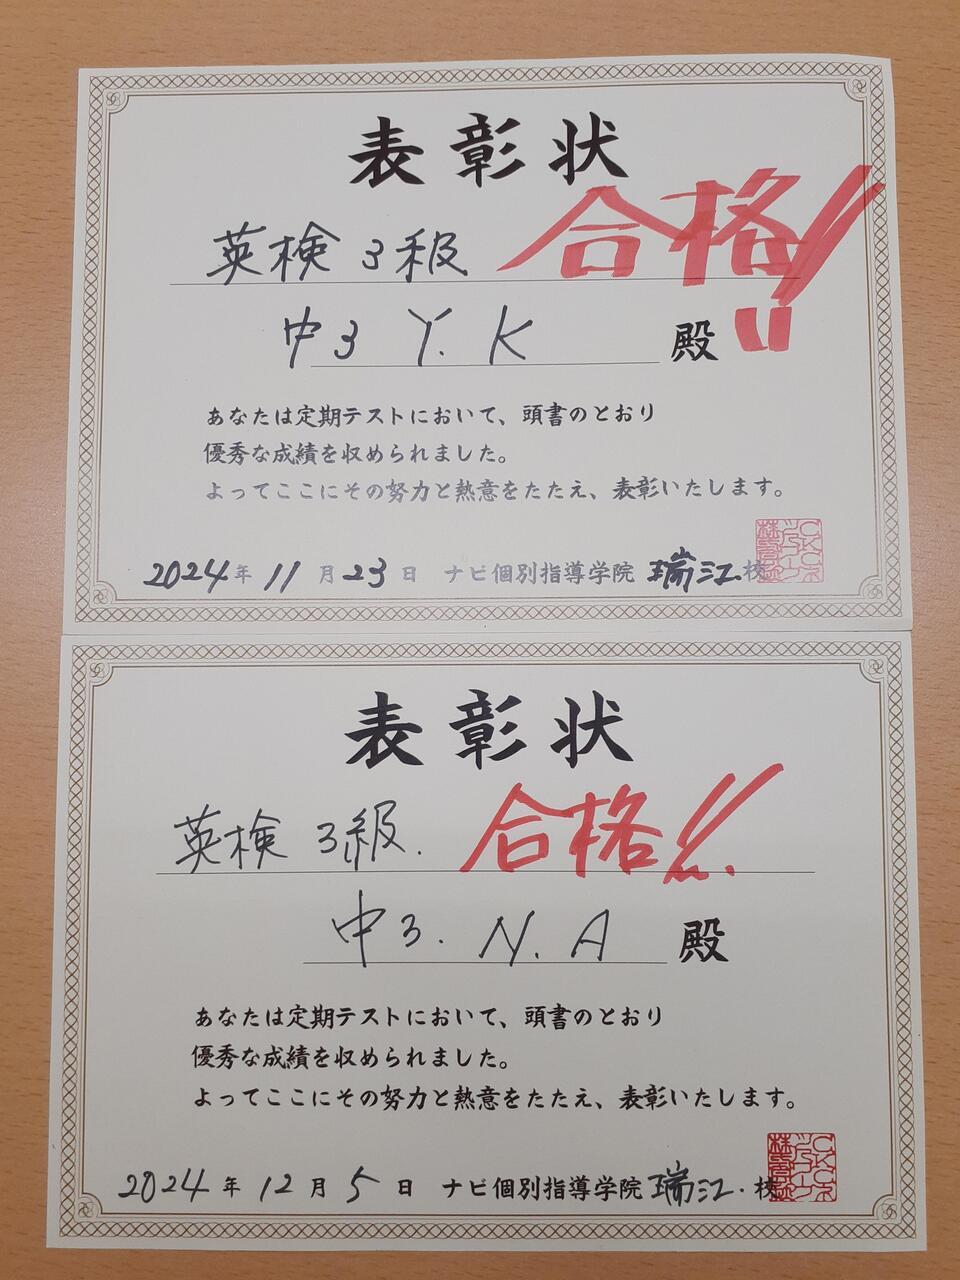 表彰状
英検3級 合格!!
中3 Y. K 殿
あなたは定期テストにおいて、頭書のとおり
優秀な成績を収められました。
よってここにその努力と熱意をたたえ、表彰いたします。
2024年11月23日 ナビ個別指導学院 瑞江校
表彰状
英検3級. 合格!!
中3. N. A 殿
あなたは定期テストにおいて、頭書のとおり
優秀な成績を収められました。
よってここにその努力と熱意をたたえ、表彰いたします。
2024年12月5日 ナビ個別指導学院 瑞江校